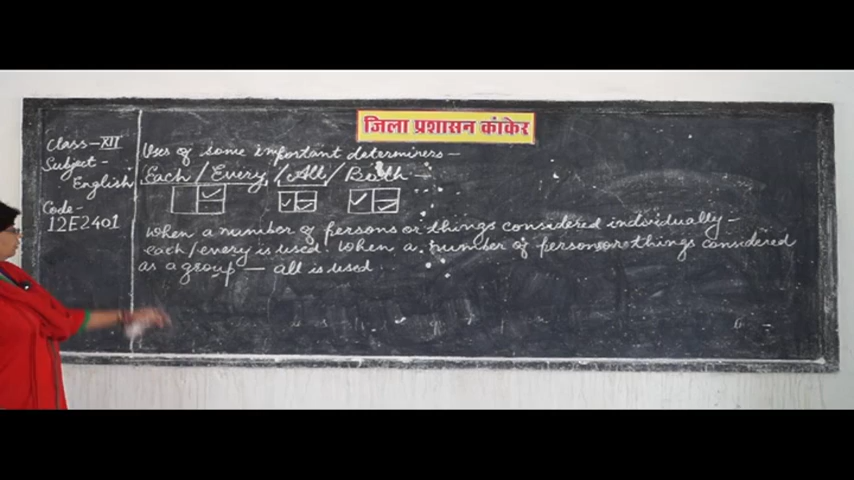 जिला प्रशासन कांकेर
Class-XII
Subject-
English
Code-
12E2401
Uses of some important determiners-
Each/Every/All/Both-
When a number of persons or things considered individually-
each/every is used. When a number of persons or things considered
as a group - all is used.